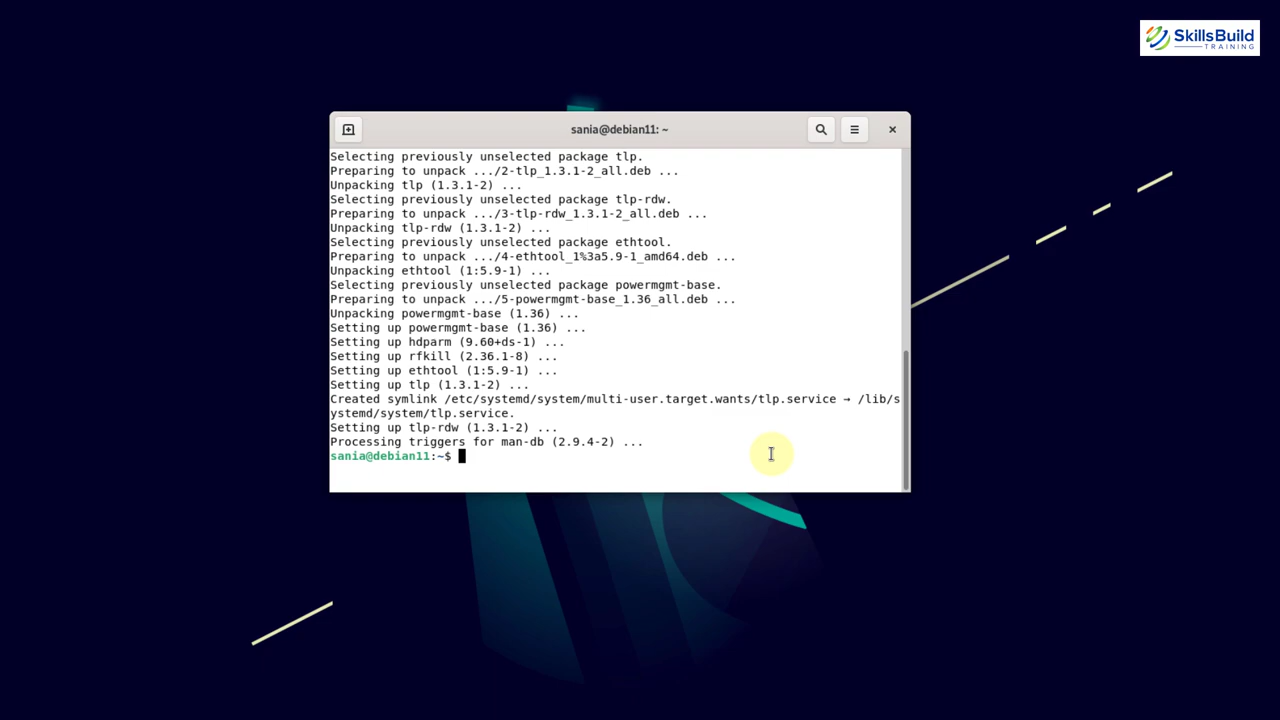 SkillsBuild
TRAINING
sania@debian11: ~
Selecting previously unselected package tlp.
Preparing to unpack .../2-tlp_1.3.1-2_all.deb ...
Unpacking tlp (1.3.1-2) ...
Selecting previously unselected package tlp-rdw.
Preparing to unpack .../3-tlp-rdw_1.3.1-2_all.deb ...
Unpacking tlp-rdw (1.3.1-2) ...
Selecting previously unselected package ethtool.
Preparing to unpack .../4-ethtool_1%3a5.9-1_amd64.deb ...
Unpacking ethtool (1:5.9-1) ...
Selecting previously unselected package powermgmt-base.
Preparing to unpack .../5-powermgmt-base_1.36_all.deb ...
Unpacking powermgmt-base (1.36) ...
Setting up powermgmt-base (1.36) ...
Setting up hdparm (9.60+ds-1) ...
Setting up rfkill (2.36.1-8) ...
Setting up ethtool (1:5.9-1) ...
Setting up tlp (1.3.1-2) ...
Created symlink /etc/systemd/system/multi-user.target.wants/tlp.service → /lib/s
ystemd/system/tlp.service.
Setting up tlp-rdw (1.3.1-2) ...
Processing triggers for man-db (2.9.4-2) ...
sania@debian11:~$